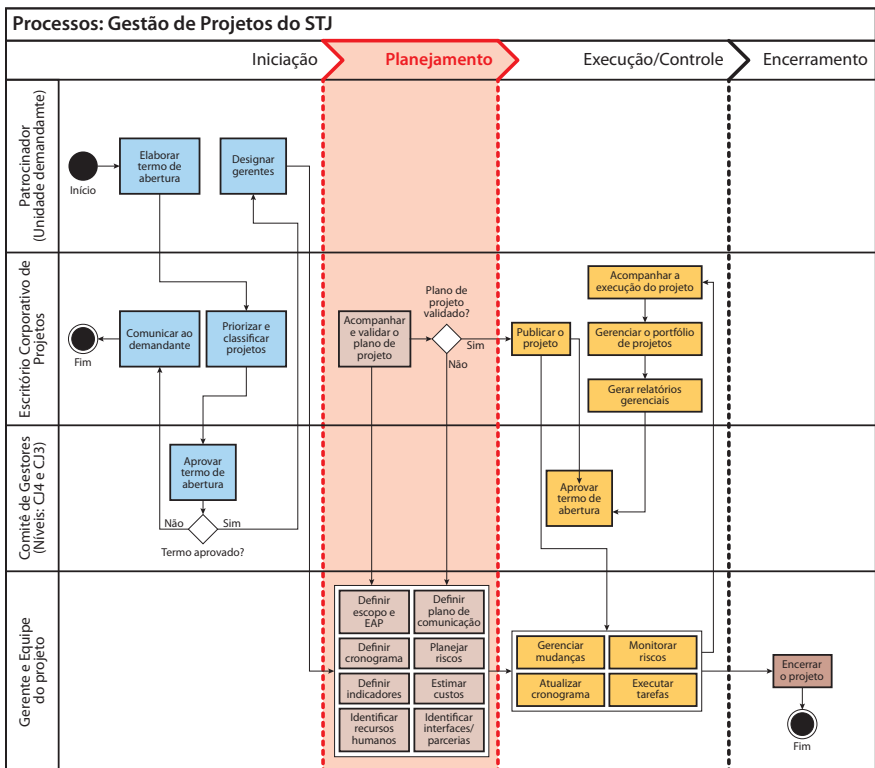 Processos: Gestão de Projetos do STJ
Iniciação
Planejamento
Execução/Controle
Encerramento
Patrocinador
(Unidade demandamte)
Início
Elaborar
termo de
abertura
Designar
gerentes
Escritório Corporativo de
Projetos
Fim
Comunicar ao
demandante
Priorizar e
classificar
projetos
Acompanhar
e validar o
plano de
projeto
Plano de
projeto
validado?
Sim
Não
Publicar o
projeto
Acompanhar a
execução do projeto
Gerenciar o portfólio
de projetos
Gerar relatórios
gerenciais
Comitê de Gestores
(Níveis: CJ4 e CJ3)
Aprovar
termo de
abertura
Não
Sim
Termo aprovado?
Aprovar
termo de
abertura
Gerente e Equipe
do projeto
Definir
escopo e
EAP
Definir
plano de
comunicação
Definir
cronograma
Planejar
riscos
Definir
indicadores
Estimar
custos
Identificar
recursos
humanos
Identificar
interfaces/
parcerias
Gerenciar
mudanças
Monitorar
riscos
Atualizar
cronograma
Executar
tarefas
Encerrar
o projeto
Fim